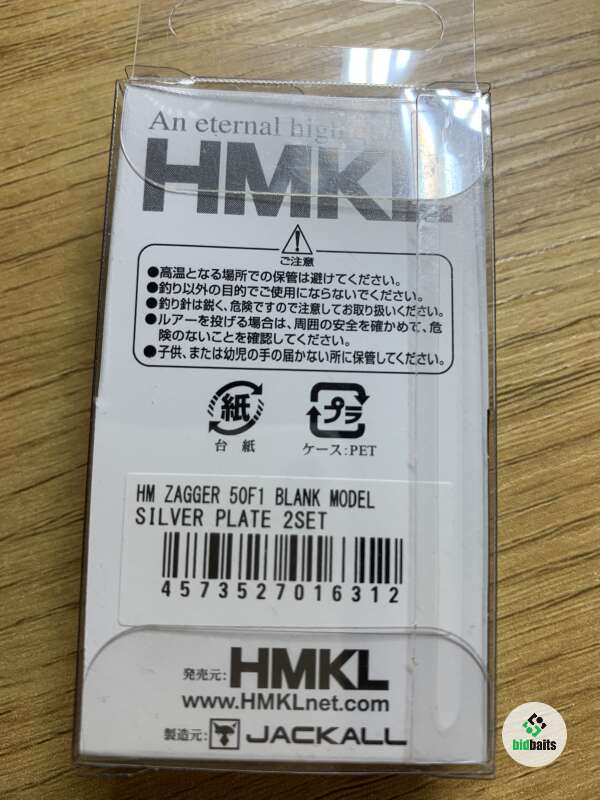 An eternal high
HMKL
ご注意
●高温となる場所での保管は避けてください。
●釣り以外の目的でご使用にならないでください。
●釣り針は鋭く、危険ですので注意してお取り扱いください。
●ルアーを投げる場合は、周囲の安全を確かめて、危
険のないことを確認してください。
●子供、または幼児の手の届かない所に保管してください。
紙 プラ
台紙 ケース:PET
HM ZAGGER 50F1 BLANK MODEL
SILVER PLATE 2SET
4573527016312
発売元: HMKL
www.HMKLnet.com
製造元: JACKALL
bidbaits